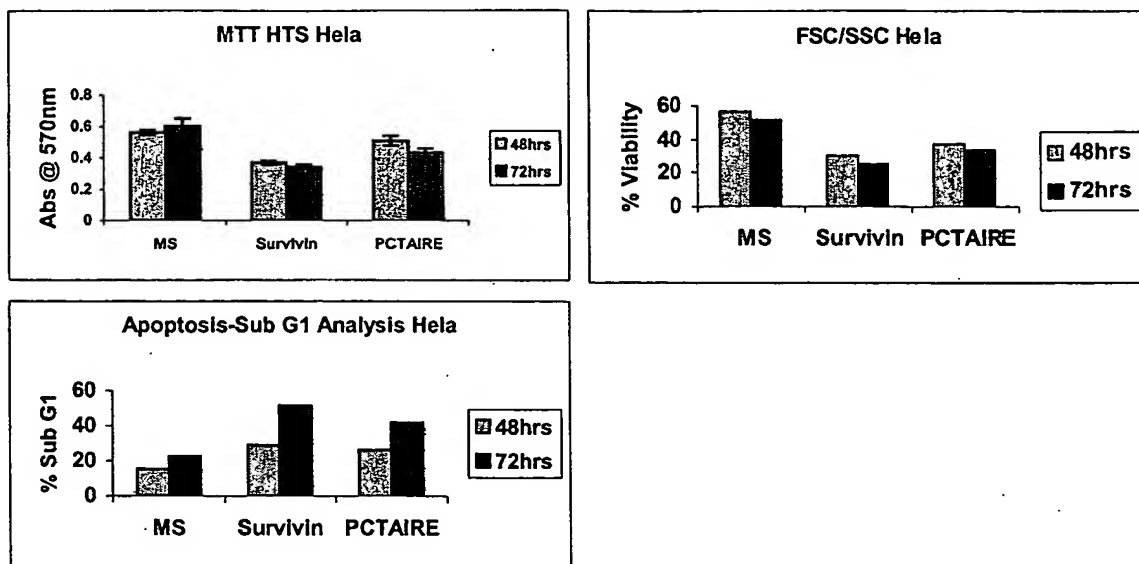 MTT HTS Hela
Abs @ 570nm
0.8
0.6
0.4
0.2
0
MS
Survivin
PCTAIRE
48hrs
72hrs
FSC/SSC Hela
% Viability
60
40
20
0
MS
Survivin
PCTAIRE
48hrs
72hrs
Apoptosis-Sub G1 Analysis Hela
% Sub G1
60
40
20
0
MS
Survivin
PCTAIRE
48hrs
72hrs